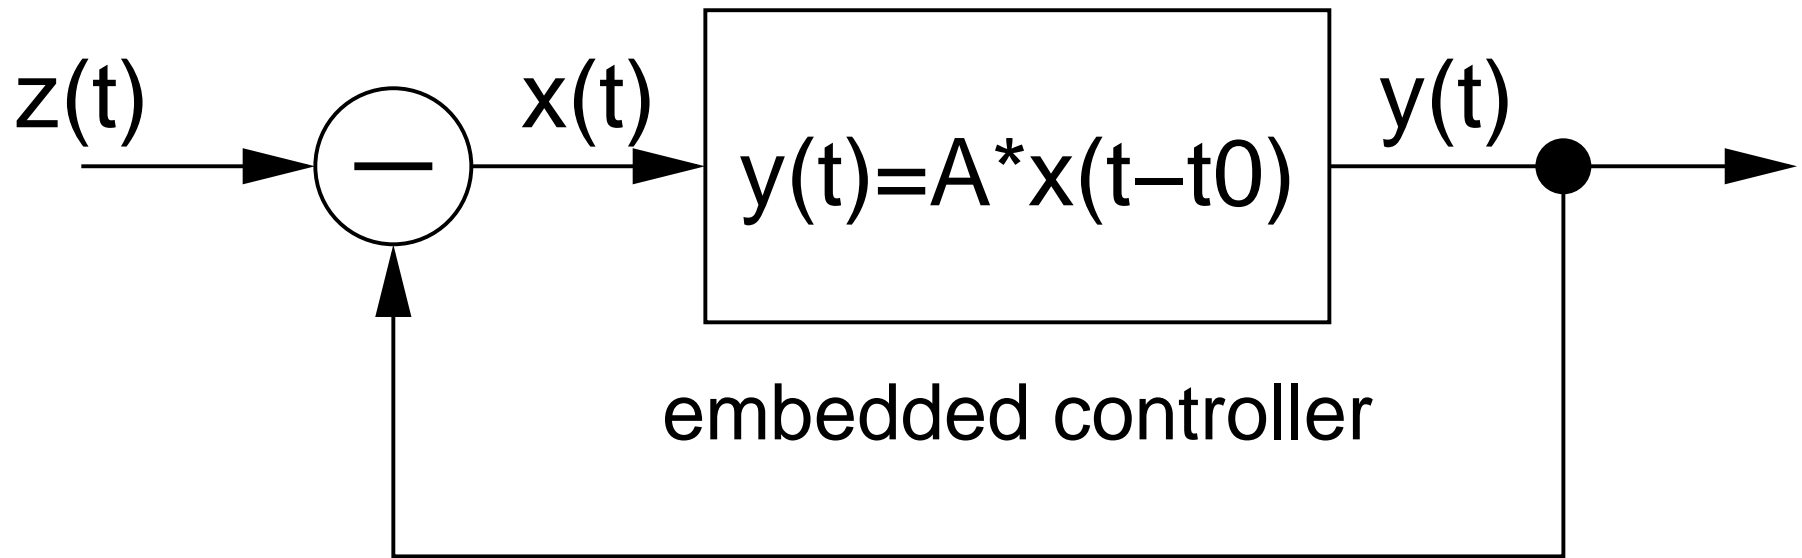 z(t)
x(t)
y(t)
−
y(t)=A*x(t−t0)
embedded controller